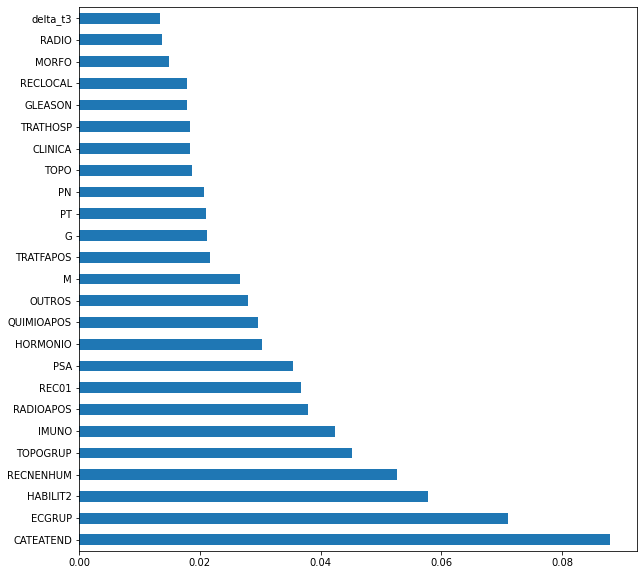 delta_t3
RADIO
MORFO
RECLOCAL
GLEASON
TRATHOSP
CLINICA
TOPO
PN
PT
G
TRATFAPOS
M
OUTROS
QUIMIOAPOS
HORMONIO
PSA
REC01
RADIOAPOS
IMUNO
TOPOGRUP
RECNENHUM
HABILIT2
ECGRUP
CATEATEND
0.00 0.02 0.04 0.06 0.08